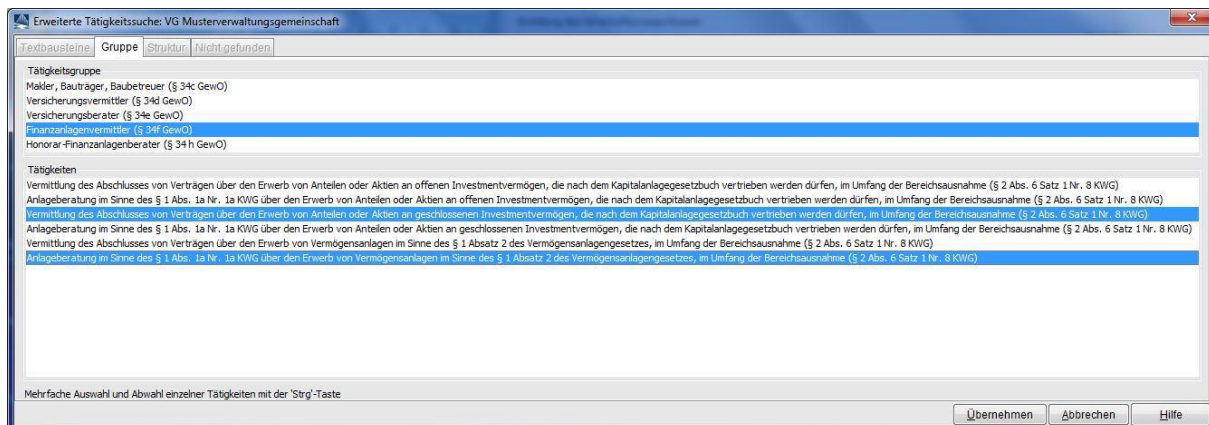 Erweiterte Tätigkeitssuche: VG Musterverwaltungsgemeinschaft
Textbausteine Gruppe Struktur Nicht gefunden
Tätigkeitsgruppe
Makler, Bauträger, Baubetreuer (§ 34c GewO)
Versicherungsvermittler (§ 34d GewO)
Versicherungsberater (§ 34e GewO)
Finanzanlagenvermittler (§ 34f GewO)
Honorar-Finanzanlagenberater (§ 34 h GewO)
Tätigkeiten
Vermittlung des Abschlusses von Verträgen über den Erwerb von Anteilen oder Aktien an offenen Investmentvermögen, die nach dem Kapitalanlagegesetzbuch vertrieben werden dürfen, im Umfang der Bereichsausnahme (§ 2 Abs. 6 Satz 1 Nr. 8 KWG)
Anlageberatung im Sinne des § 1 Abs. 1a Nr. 1a KWG über den Erwerb von Anteilen oder Aktien an offenen Investmentvermögen, die nach dem Kapitalanlagegesetzbuch vertrieben werden dürfen, im Umfang der Bereichsausnahme (§ 2 Abs. 6 Satz 1 Nr. 8 KWG)
Vermittlung des Abschlusses von Verträgen über den Erwerb von Anteilen oder Aktien an geschlossenen Investmentvermögen, die nach dem Kapitalanlagegesetzbuch vertrieben werden dürfen, im Umfang der Bereichsausnahme (§ 2 Abs. 6 Satz 1 Nr. 8 KWG)
Anlageberatung im Sinne des § 1 Abs. 1a Nr. 1a KWG über den Erwerb von Anteilen oder Aktien an geschlossenen Investmentvermögen, die nach dem Kapitalanlagegesetzbuch vertrieben werden dürfen, im Umfang der Bereichsausnahme (§ 2 Abs. 6 Satz 1 Nr. 8 KWG)
Vermittlung des Abschlusses von Verträgen über den Erwerb von Vermögensanlagen im Sinne des § 1 Absatz 2 des Vermögensanlagengesetzes, im Umfang der Bereichsausnahme (§ 2 Abs. 6 Satz 1 Nr. 8 KWG)
Anlageberatung im Sinne des § 1 Abs. 1a Nr. 1a KWG über den Erwerb von Vermögensanlagen im Sinne des § 1 Absatz 2 des Vermögensanlagengesetzes, im Umfang der Bereichsausnahme (§ 2 Abs. 6 Satz 1 Nr. 8 KWG)
Mehrfache Auswahl und Abwahl einzelner Tätigkeiten mit der 'Strg'-Taste
Übernehmen Abbrechen Hilfe